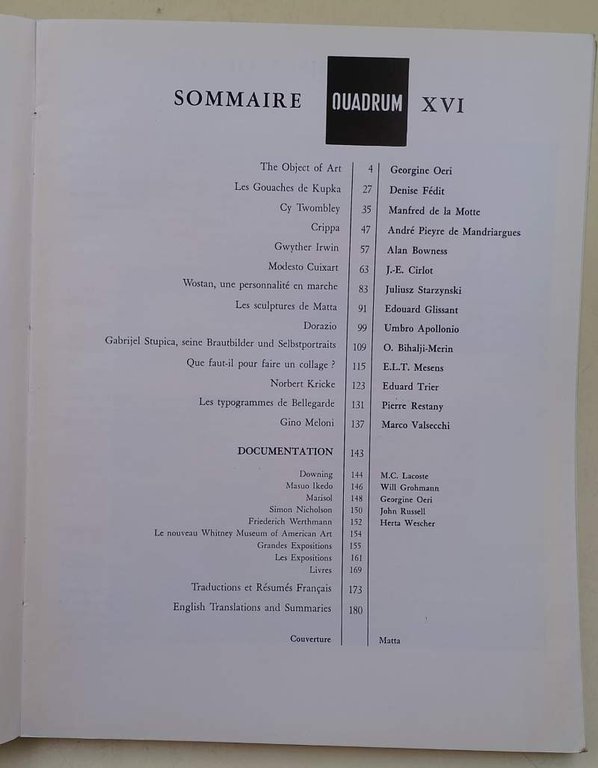 SOMMAIRE QUADRUM XVI
The Object of Art 4 Georgine Oeri
Les Gouaches de Kupka 27 Denise Fédit
Cy Twombley 35 Manfred de la Motte
Crippa 47 André Pieyre de Mandriargues
Gwyther Irwin 57 Alan Bowness
Modesto Cuixart 63 J.-E. Cirlot
Wostan, une personnalité en marche 83 Juliusz Starzynski
Les sculptures de Matta 91 Edouard Glissant
Dorazio 99 Umbro Apollonio
Gabrijel Stupica, seine Brautbilder und Selbstportraits 109 O. Bihalji-Merin
Que faut-il pour faire un collage ? 115 E.L.T. Mesens
Norbert Kricke 123 Eduard Trier
Les typogrammes de Bellegarde 131 Pierre Restany
Gino Meloni 137 Marco Valsecchi
DOCUMENTATION 143
Downing 144 M.C. Lacoste
Masuo Ikedo 146 Will Grohmann
Marisol 148 Georgine Oeri
Simon Nicholson 150 John Russell
Friederich Werthmann 152 Herta Wescher
Le nouveau Whitney Museum of American Art 154
Grandes Expositions 155
Les Expositions 161
Livres 169
Traductions et Résumés Français 173
English Translations and Summaries 180
Couverture Matta